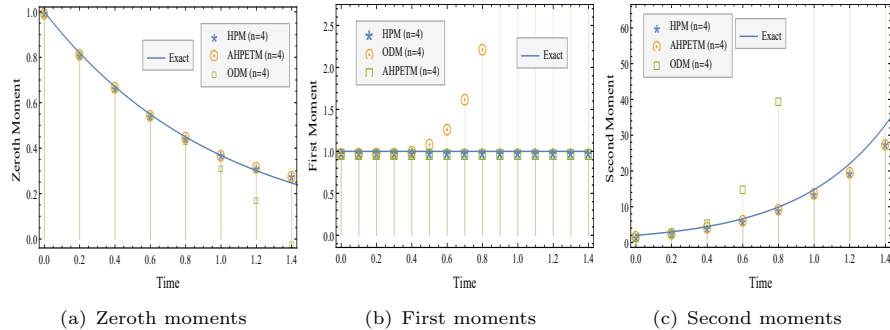 HPM (n=4)
AHPETM (n=4)
ODM (n=4)
Exact
Zeroth Moment
1.0
0.8
0.6
0.4
0.2
0.0
0.0 0.2 0.4 0.6 0.8 1.0 1.2 1.4
Time
(a) Zeroth moments
HPM (n=4)
ODM (n=4)
AHPETM (n=4)
Exact
First Moment
2.5
2.0
1.5
1.0
0.5
0.0
0.0 0.2 0.4 0.6 0.8 1.0 1.2 1.4
Time
(b) First moments
HPM (n=4)
AHPETM (n=4)
ODM (n=4)
Exact
Second Moment
60
50
40
30
20
10
0
0.0 0.2 0.4 0.6 0.8 1.0 1.2 1.4
Time
(c) Second moments